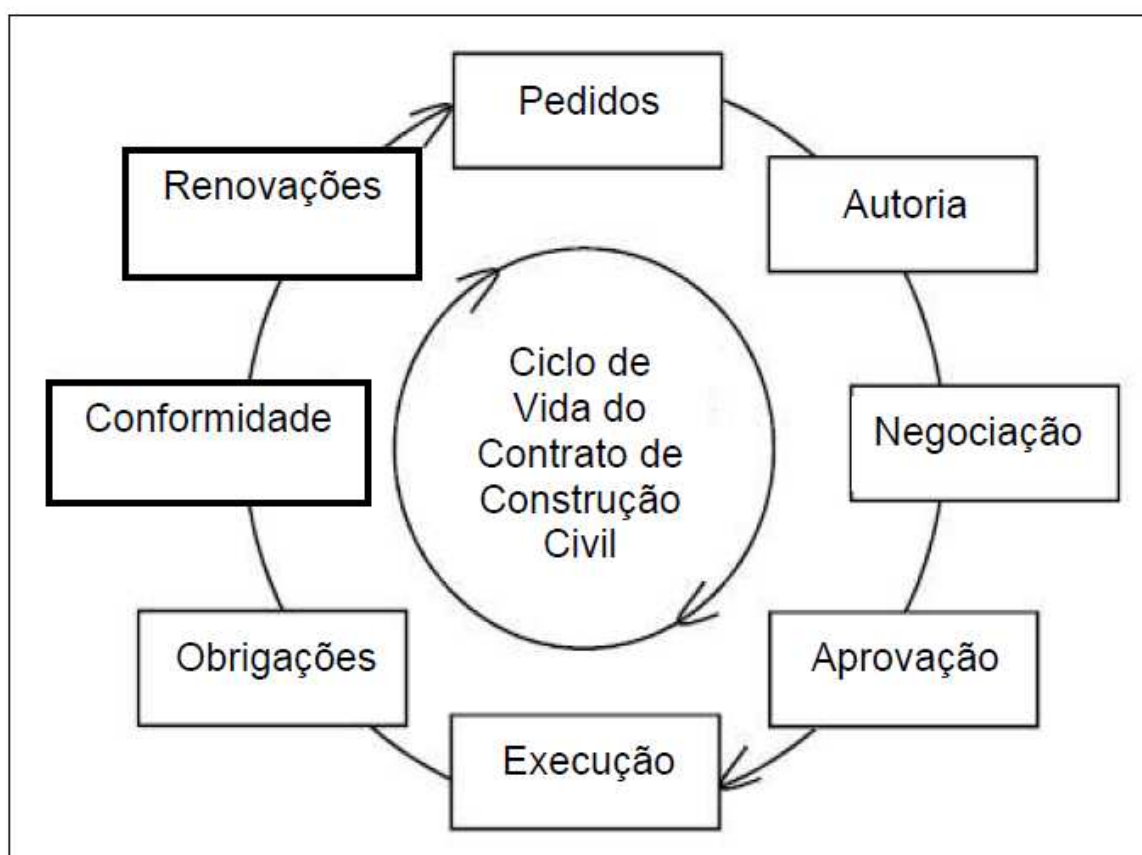 Pedidos
Autoria
Negociação
Aprovação
Execução
Obrigações
Conformidade
Renovações
Ciclo de
Vida do
Contrato de
Construção
Civil